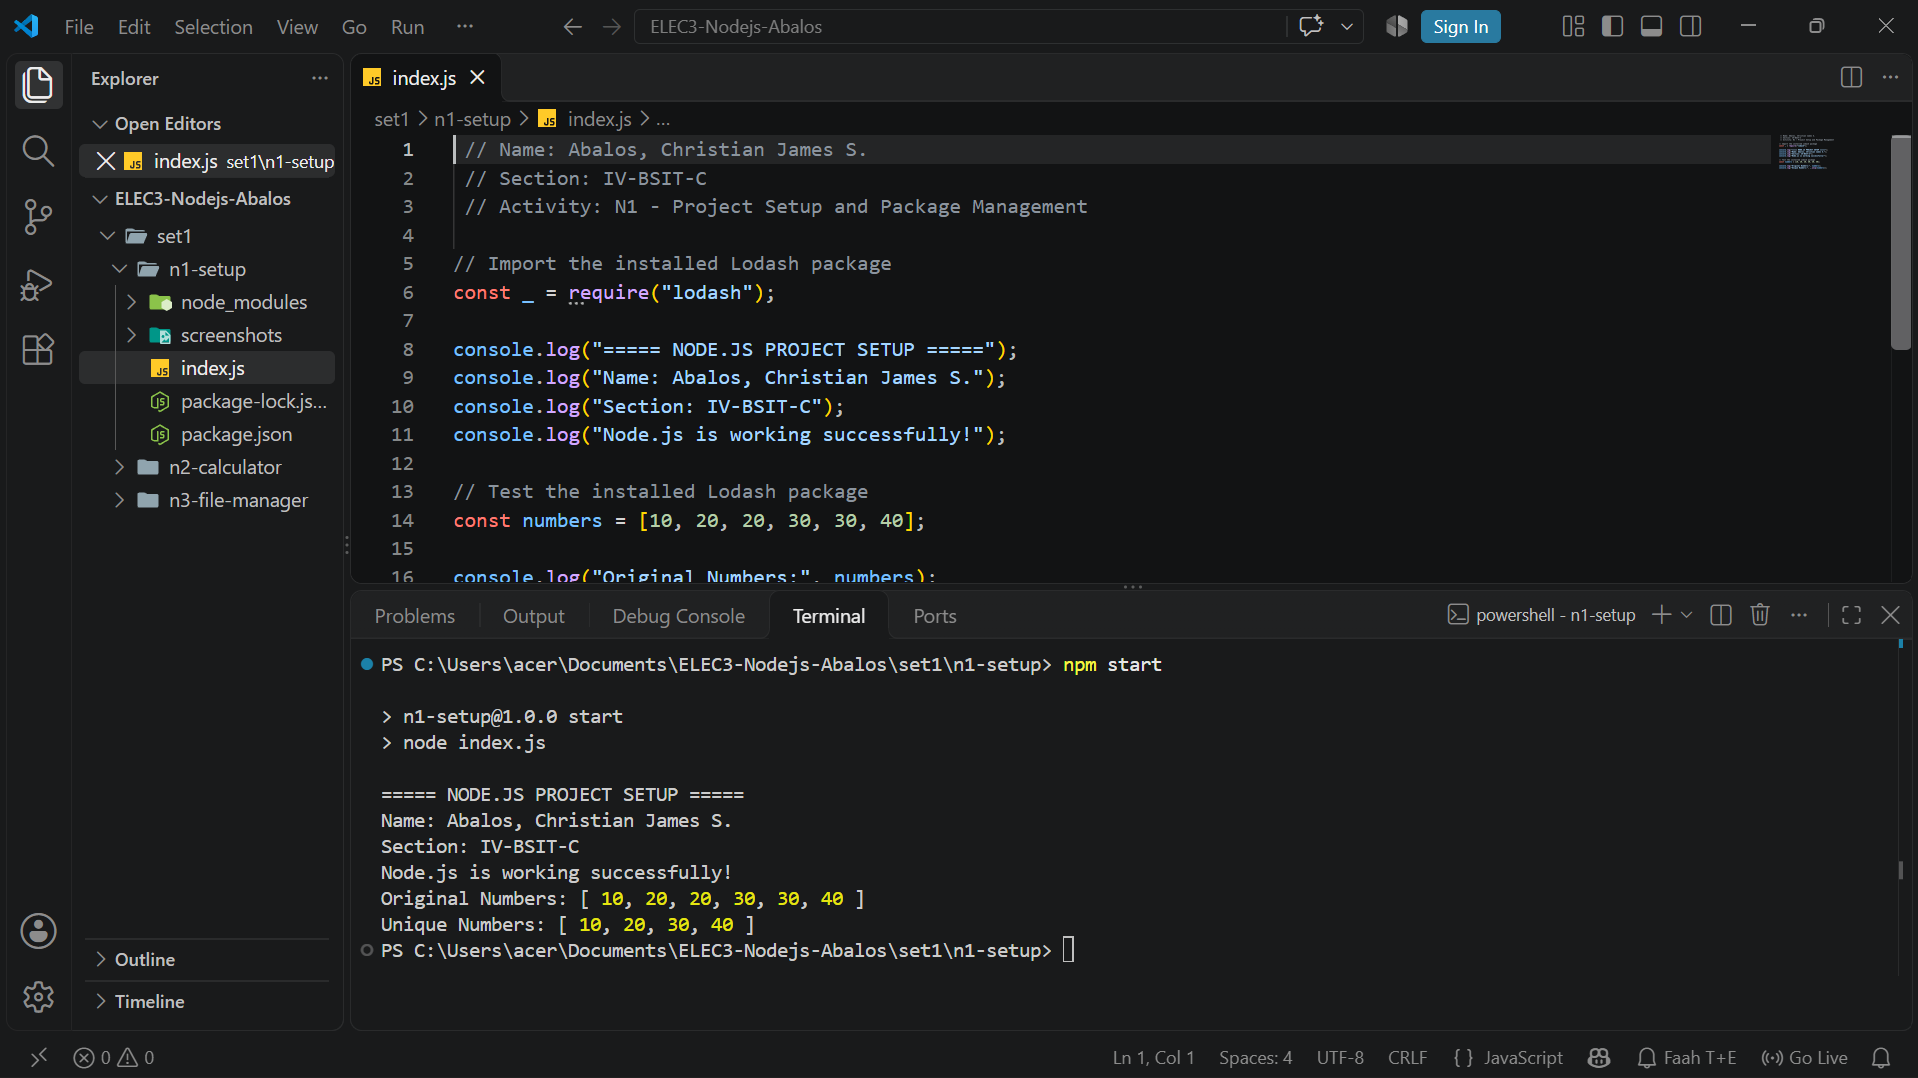 File Edit Selection View Go Run ELEC3-Nodejs-Abalos Sign In
Explorer
Open Editors
index.js set1\n1-setup
ELEC3-Nodejs-Abalos
set1
n1-setup
node_modules
screenshots
index.js
package-lock.js...
package.json
n2-calculator
n3-file-manager
Outline
Timeline
index.js
set1 > n1-setup > index.js > ...
1 // Name: Abalos, Christian James S.
2 // Section: IV-BSIT-C
3 // Activity: N1 - Project Setup and Package Management
4
5 // Import the installed Lodash package
6 const _ = require("lodash");
7
8 console.log("===== NODE.JS PROJECT SETUP =====");
9 console.log("Name: Abalos, Christian James S.");
10 console.log("Section: IV-BSIT-C");
11 console.log("Node.js is working successfully!");
12
13 // Test the installed Lodash package
14 const numbers = [10, 20, 20, 30, 30, 40];
15
16 console.log("Original Numbers:", numbers);
Problems Output Debug Console Terminal Ports powershell - n1-setup
PS C:\Users\acer\Documents\ELEC3-Nodejs-Abalos\set1\n1-setup> npm start
> n1-setup@1.0.0 start
> node index.js
===== NODE.JS PROJECT SETUP =====
Name: Abalos, Christian James S.
Section: IV-BSIT-C
Node.js is working successfully!
Original Numbers: [ 10, 20, 20, 30, 30, 40 ]
Unique Numbers: [ 10, 20, 30, 40 ]
PS C:\Users\acer\Documents\ELEC3-Nodejs-Abalos\set1\n1-setup>
0 0 Ln 1, Col 1 Spaces: 4 UTF-8 CRLF { } JavaScript Faah T+E Go Live